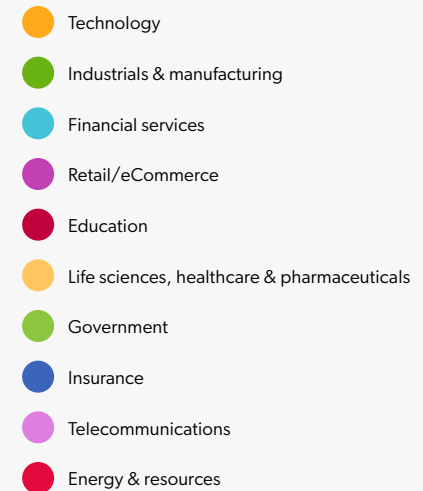 Technology
Industrials & manufacturing
Financial services
Retail/eCommerce
Education
Life sciences, healthcare & pharmaceuticals
Government
Insurance
Telecommunications
Energy & resources